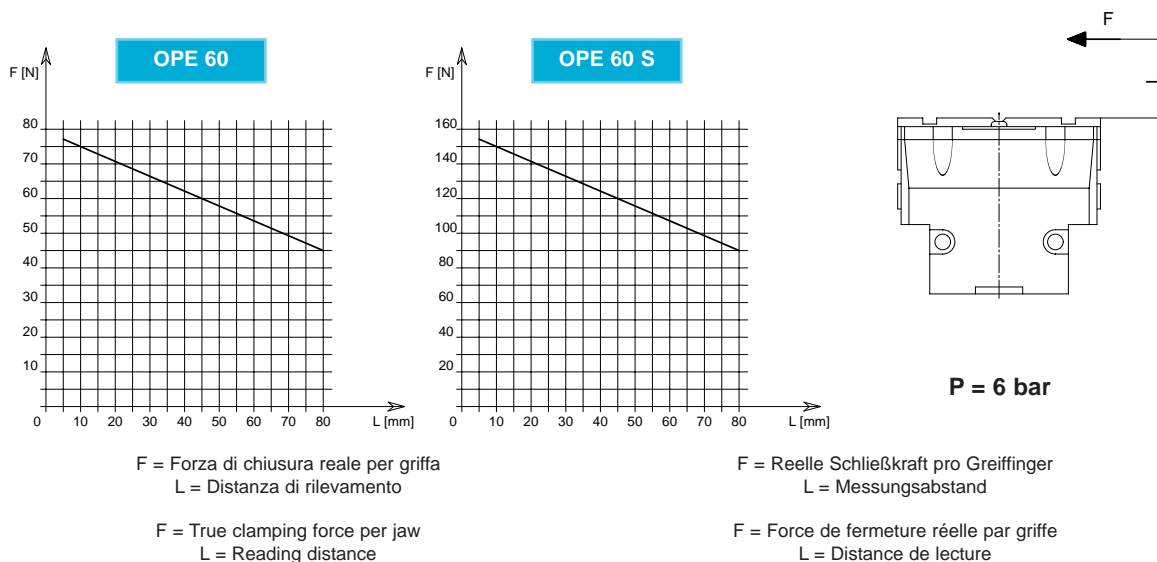 OPE 60
F [N]
80
70
60
50
40
30
20
10
0 10 20 30 40 50 60 70 80
L [mm]
OPE 60 S
F [N]
160
140
120
100
80
60
40
20
0 10 20 30 40 50 60 70 80
L [mm]
F
P = 6 bar
F = Forza di chiusura reale per griffa
L = Distanza di rilevamento
F = Reelle Schließkraft pro Greiffinger
L = Messungsabstand
F = True clamping force per jaw
L = Reading distance
F = Force de fermeture réelle par griffe
L = Distance de lecture